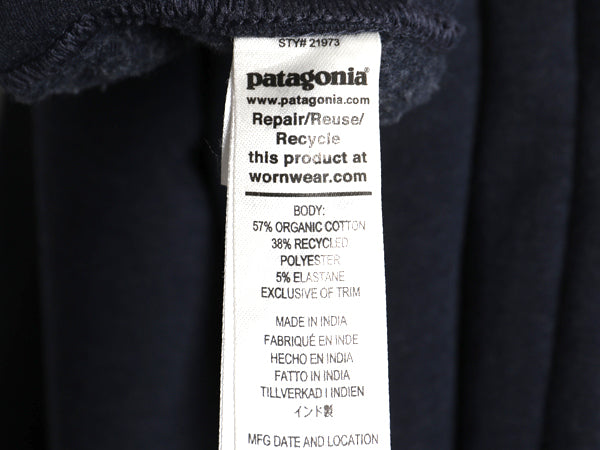 STY# 21973
patagonia®
www.patagonia.com
Repair/Reuse/
Recycle
this product at
wornwear.com
BODY:
57% ORGANIC COTTON
38% RECYCLED
POLYESTER
5% ELASTANE
EXCLUSIVE OF TRIM
MADE IN INDIA
FABRIQUÉ EN INDE
HECHO EN INDIA
FATTO IN INDIA
TILLVERKAD I INDIEN
インド製
MFG DATE AND LOCATION